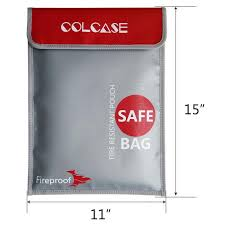 COLCASE
15"
FIRE RESISTANT POUCH
SAFE
BAG
Fireproof
11"